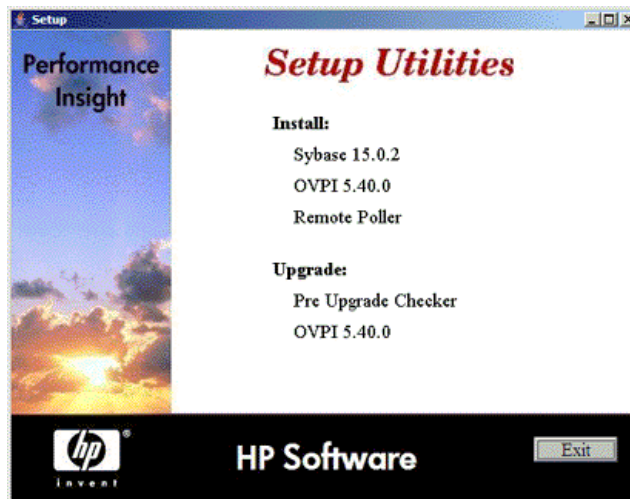 Setup
Performance
Insight
Setup Utilities
Install:
Sybase 15.0.2
OVPI 5.40.0
Remote Poller
Upgrade:
Pre Upgrade Checker
OVPI 5.40.0
hp
®
invent
HP Software
Exit